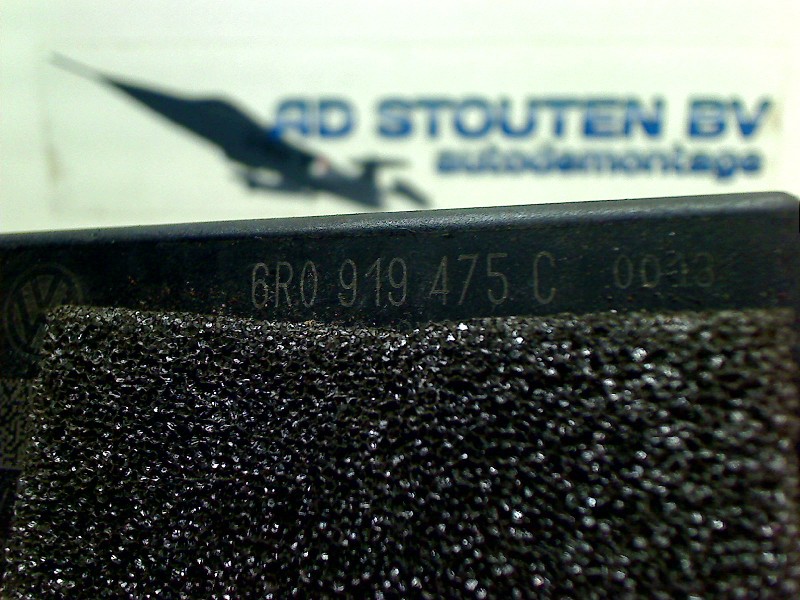 AD STOUTEN BV
autodemontage
6R0 919 475 C